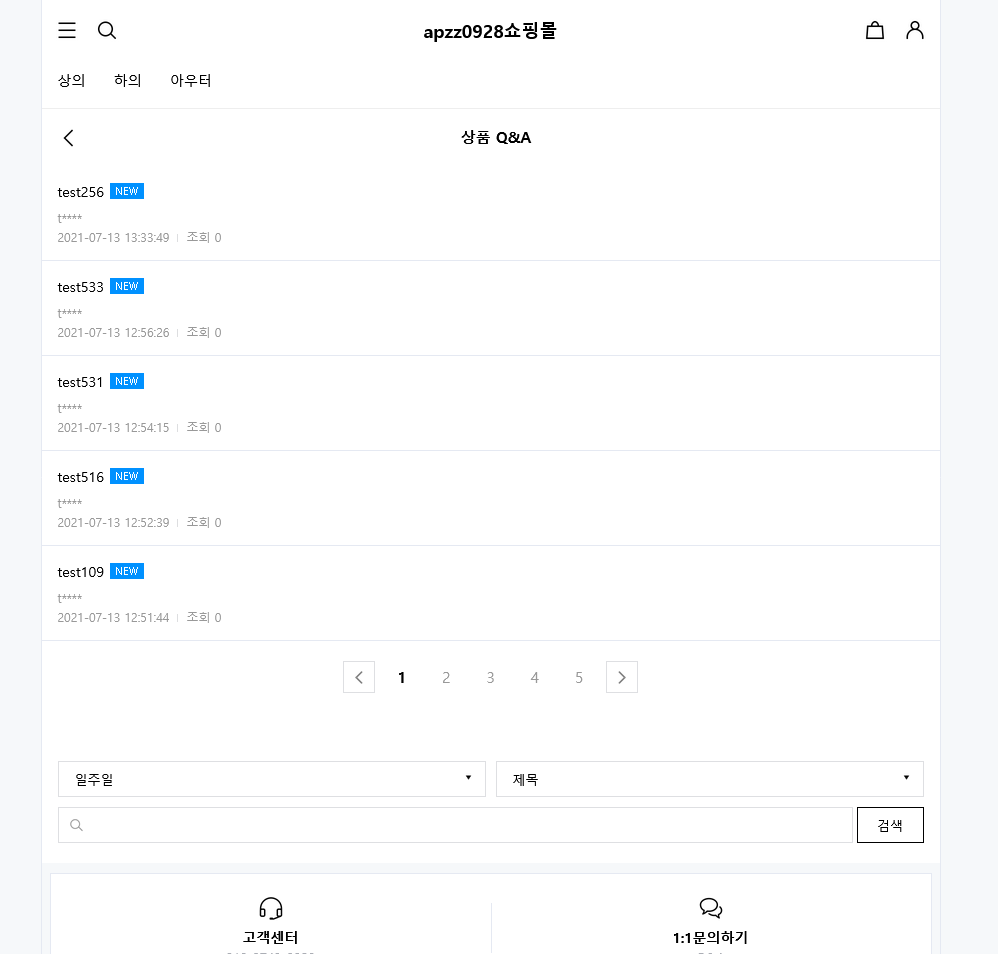 apzz0928쇼핑몰
상의 하의 아우터
상품 Q&A
test256 NEW
t****
2021-07-13 13:33:49 조회 0
test533 NEW
t****
2021-07-13 12:56:26 조회 0
test531 NEW
t****
2021-07-13 12:54:15 조회 0
test516 NEW
t****
2021-07-13 12:52:39 조회 0
test109 NEW
t****
2021-07-13 12:51:44 조회 0
1 2 3 4 5
일주일 제목
검색
고객센터 1:1문의하기